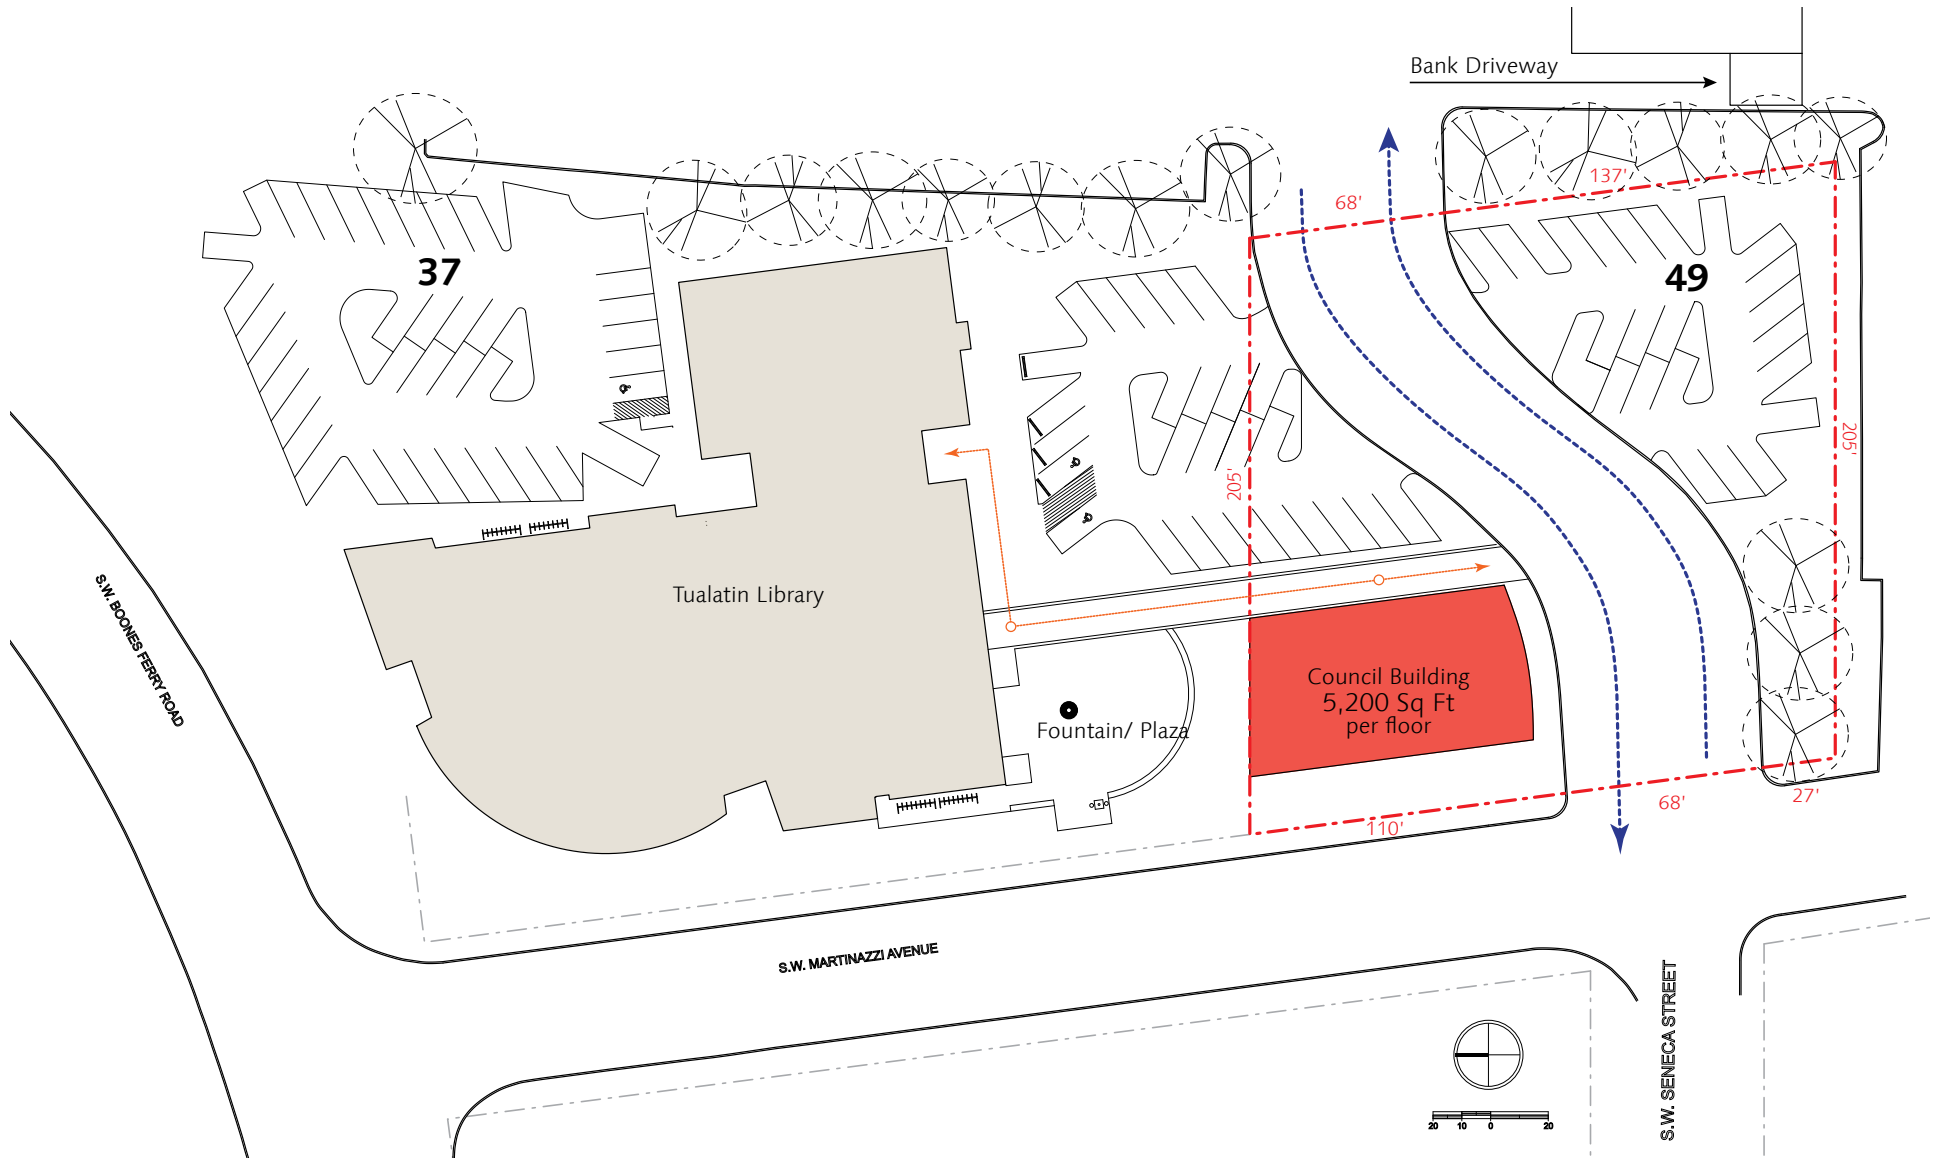 Bank Driveway
137'
68'
37
49
205'
205'
Tualatin Library
S.W. BOONES FERRY ROAD
Council Building
5,200 Sq Ft
per floor
Fountain/ Plaza
27'
68'
110'
S.W. MARTINAZZI AVENUE
S.W. SENECA STREET
20 10 0 20